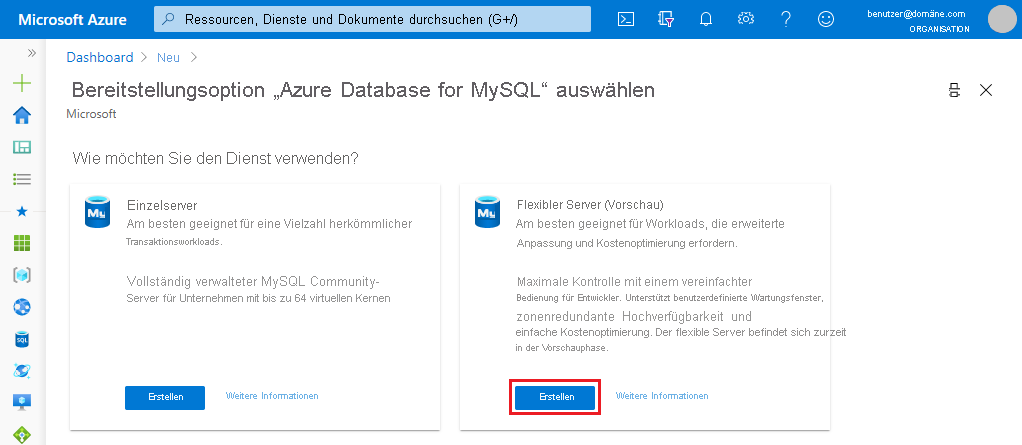 Microsoft Azure
Ressourcen, Dienste und Dokumente durchsuchen (G+/)
benutzer@domäne.com
ORGANISATION
Dashboard > Neu >
Bereitstellungsoption „Azure Database for MySQL“ auswählen
Microsoft
Wie möchten Sie den Dienst verwenden?
My
Einzelserver
Am besten geeignet für eine Vielzahl herkömmlicher
Transaktionsworkloads.
Vollständig verwalteter MySQL Community-
Server für Unternehmen mit bis zu 64 virtuellen Kernen
Erstellen
Weitere Informationen
My
Flexibler Server (Vorschau)
Am besten geeignet für Workloads, die erweiterte
Anpassung und Kostenoptimierung erfordern.
Maximale Kontrolle mit einem vereinfachter
Bedienung für Entwickler. Unterstützt benutzerdefinierte Wartungsfenster,
zonenredundante Hochverfügbarkeit und
einfache Kostenoptimierung. Der flexible Server befindet sich zurzeit
in der Vorschauphase.
Erstellen
Weitere Informationen
SQL